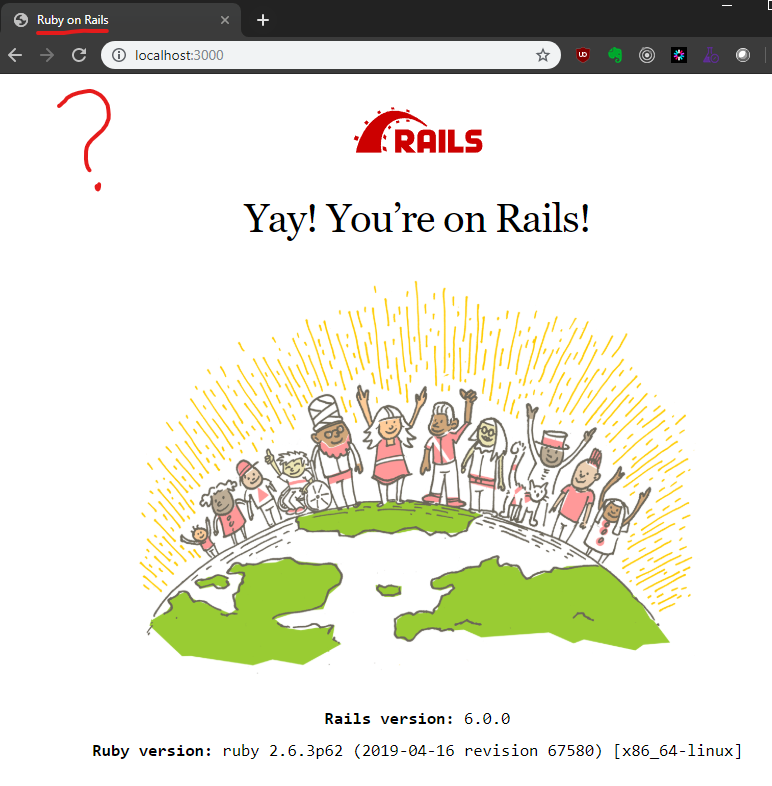 Ruby on Rails
localhost:3000
?
RAILS
Yay! You’re on Rails!
Rails version: 6.0.0
Ruby version: ruby 2.6.3p62 (2019-04-16 revision 67580) [x86_64-linux]